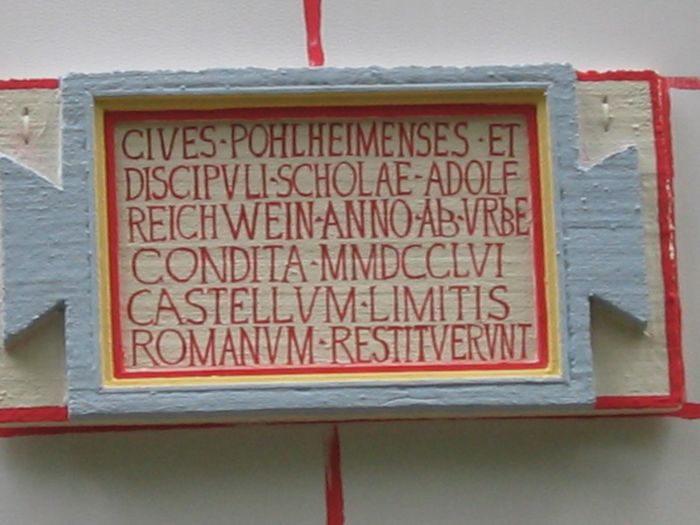 CIVES·POHLHEIMENSES·ET
DISCIPVLI·SCHOLAE·ADOLF
REICHWEIN·ANNO·AB·VRBE
CONDITA·MMDCCLVI
CASTELLVM·LIMITIS
ROMANVM·RESTITVERVNT